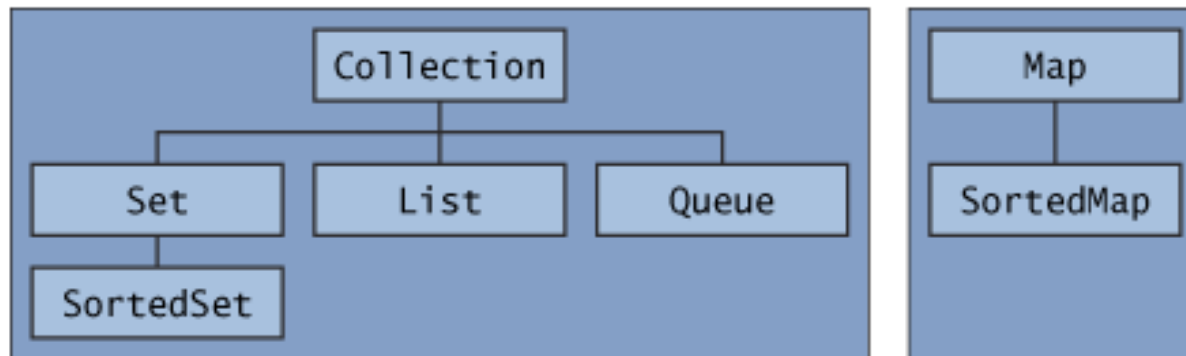 Collection
Set
List
Queue
SortedSet
Map
SortedMap